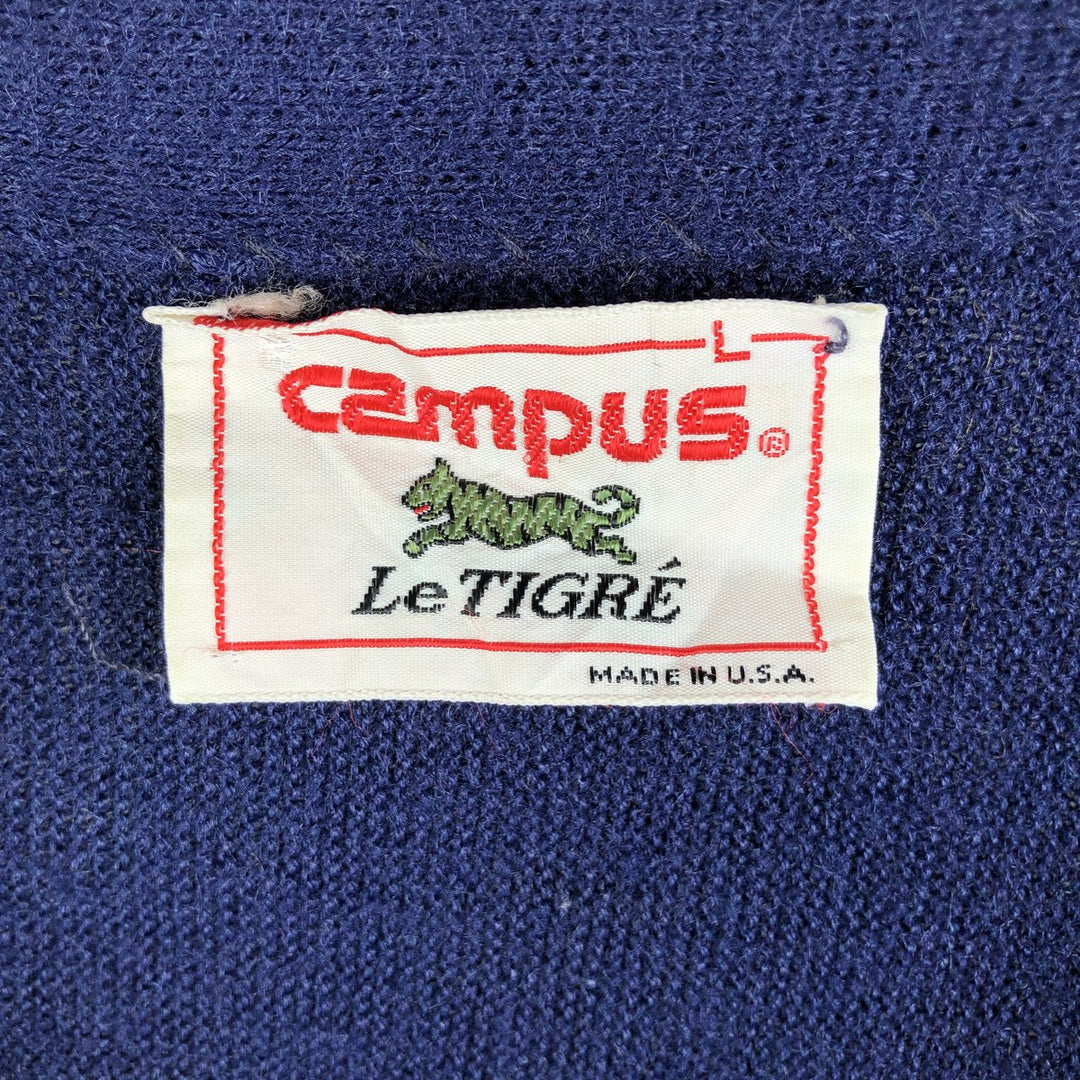 L
campus®
Le TIGRÉ
MADE IN U.S.A.